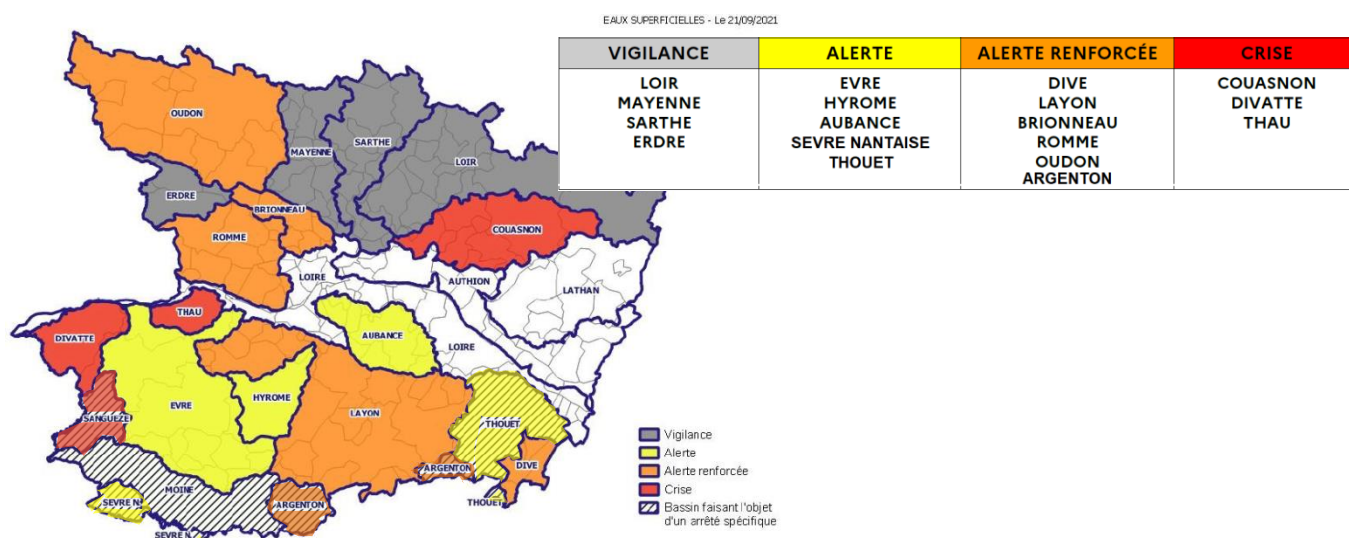 EAUX SUPERFICIELLES - Le 21/09/2021
VIGILANCE
ALERTE
ALERTE RENFORCÉE
CRISE
LOIR
MAYENNE
SARTHE
ERDRE
EVRE
HYROME
AUBANCE
SEVRE NANTAISE
THOUET
DIVE
LAYON
BRIONNEAU
ROMME
OUDON
ARGENTON
COUASNON
DIVATTE
THAU
OUDON
MAYENNE
SARTHE
LOIR
ERDRE
BRIONNEAU
ROMME
COUASNON
LOIRE
AUTHION
LATHAN
THAU
DIVATTE
AUBANCE
LOIRE
EVRE
HYROME
LAYON
SANGUEZE
THOUET
ARGENTON
DIVE
MOINE
SEVRE N.
ARGENTON
THOUET
SEVRE N.
Vigilance
Alerte
Alerte renforcée
Crise
Bassin faisant l'objet
d'un arrêté spécifique